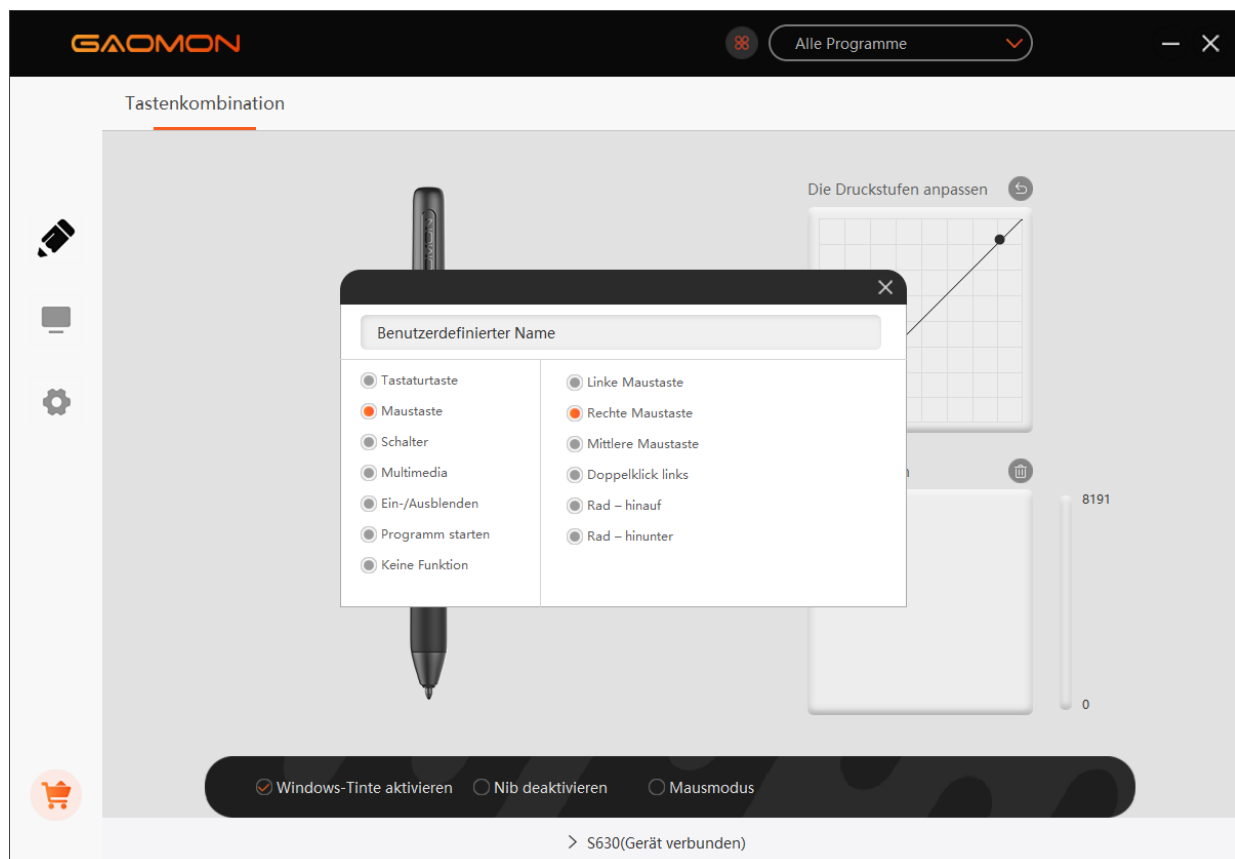 GAOMON
Alle Programme
Tastenkombination
Die Druckstufen anpassen
Benutzerdefinierter Name
Tastaturtaste
Maustaste
Schalter
Multimedia
Ein-/Ausblenden
Programm starten
Keine Funktion
Linke Maustaste
Rechte Maustaste
Mittlere Maustaste
Doppelklick links
Rad – hinauf
Rad – hinunter
8191
0
Windows-Tinte aktivieren
Nib deaktivieren
Mausmodus
S630(Gerät verbunden)